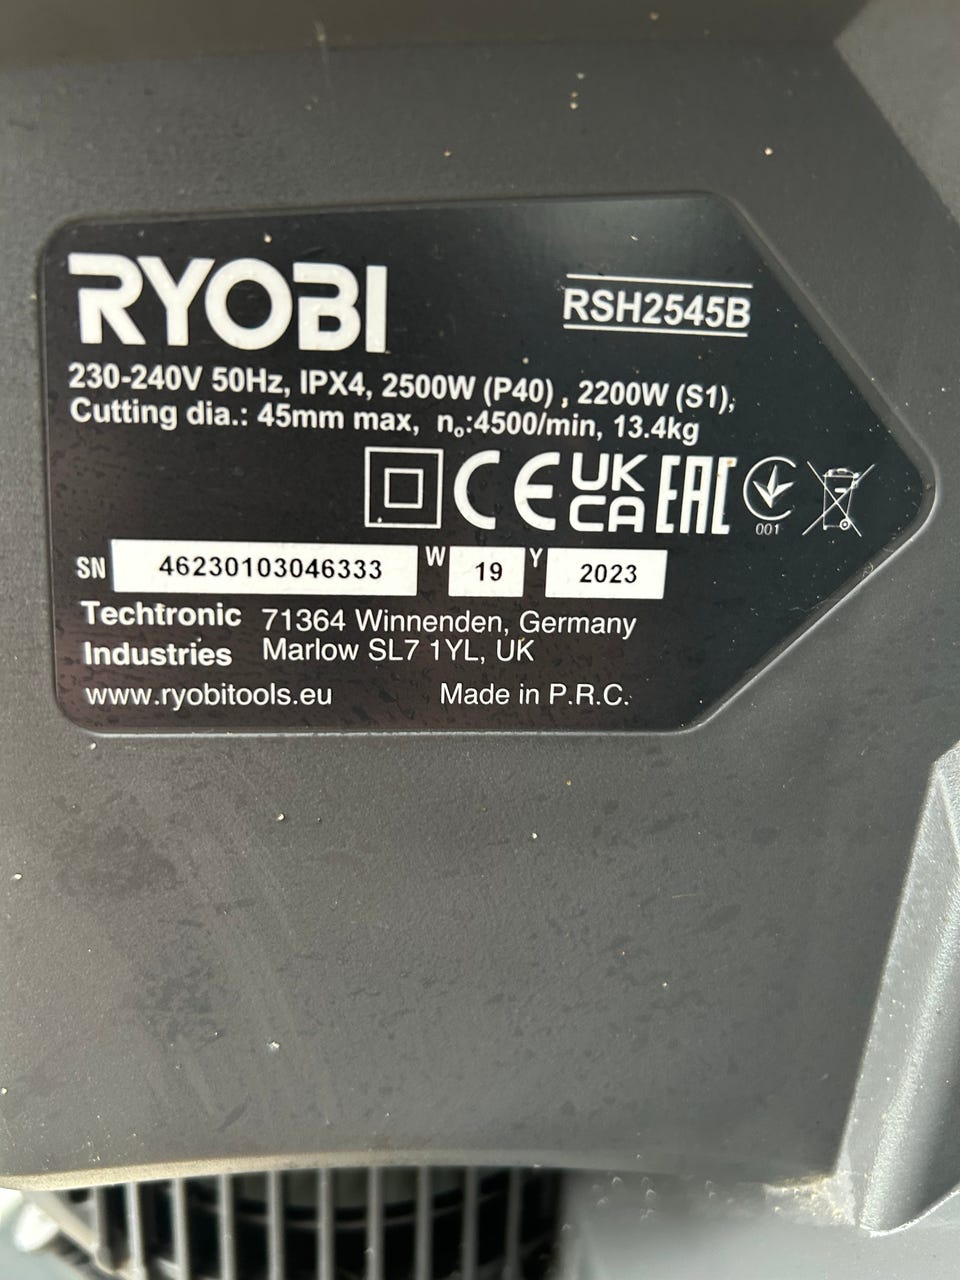 RYOBI
RSH2545B
230-240V 50Hz, IPX4, 2500W (P40) , 2200W (S1),
Cutting dia.: 45mm max, n₀:4500/min, 13.4kg
CE UK CA EAC 001
SN 46230103046333 W 19 Y 2023
Techtronic Industries
71364 Winnenden, Germany
Marlow SL7 1YL, UK
www.ryobitools.eu Made in P.R.C.